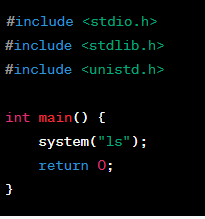 #include <stdio.h>
#include <stdlib.h>
#include <unistd.h>
int main() {
    system("ls");
    return 0;
}